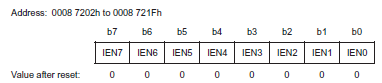 Address: 0008 7202h to 0008 721Fh
b7 b6 b5 b4 b3 b2 b1 b0
IEN7 IEN6 IEN5 IEN4 IEN3 IEN2 IEN1 IEN0
Value after reset: 0 0 0 0 0 0 0 0